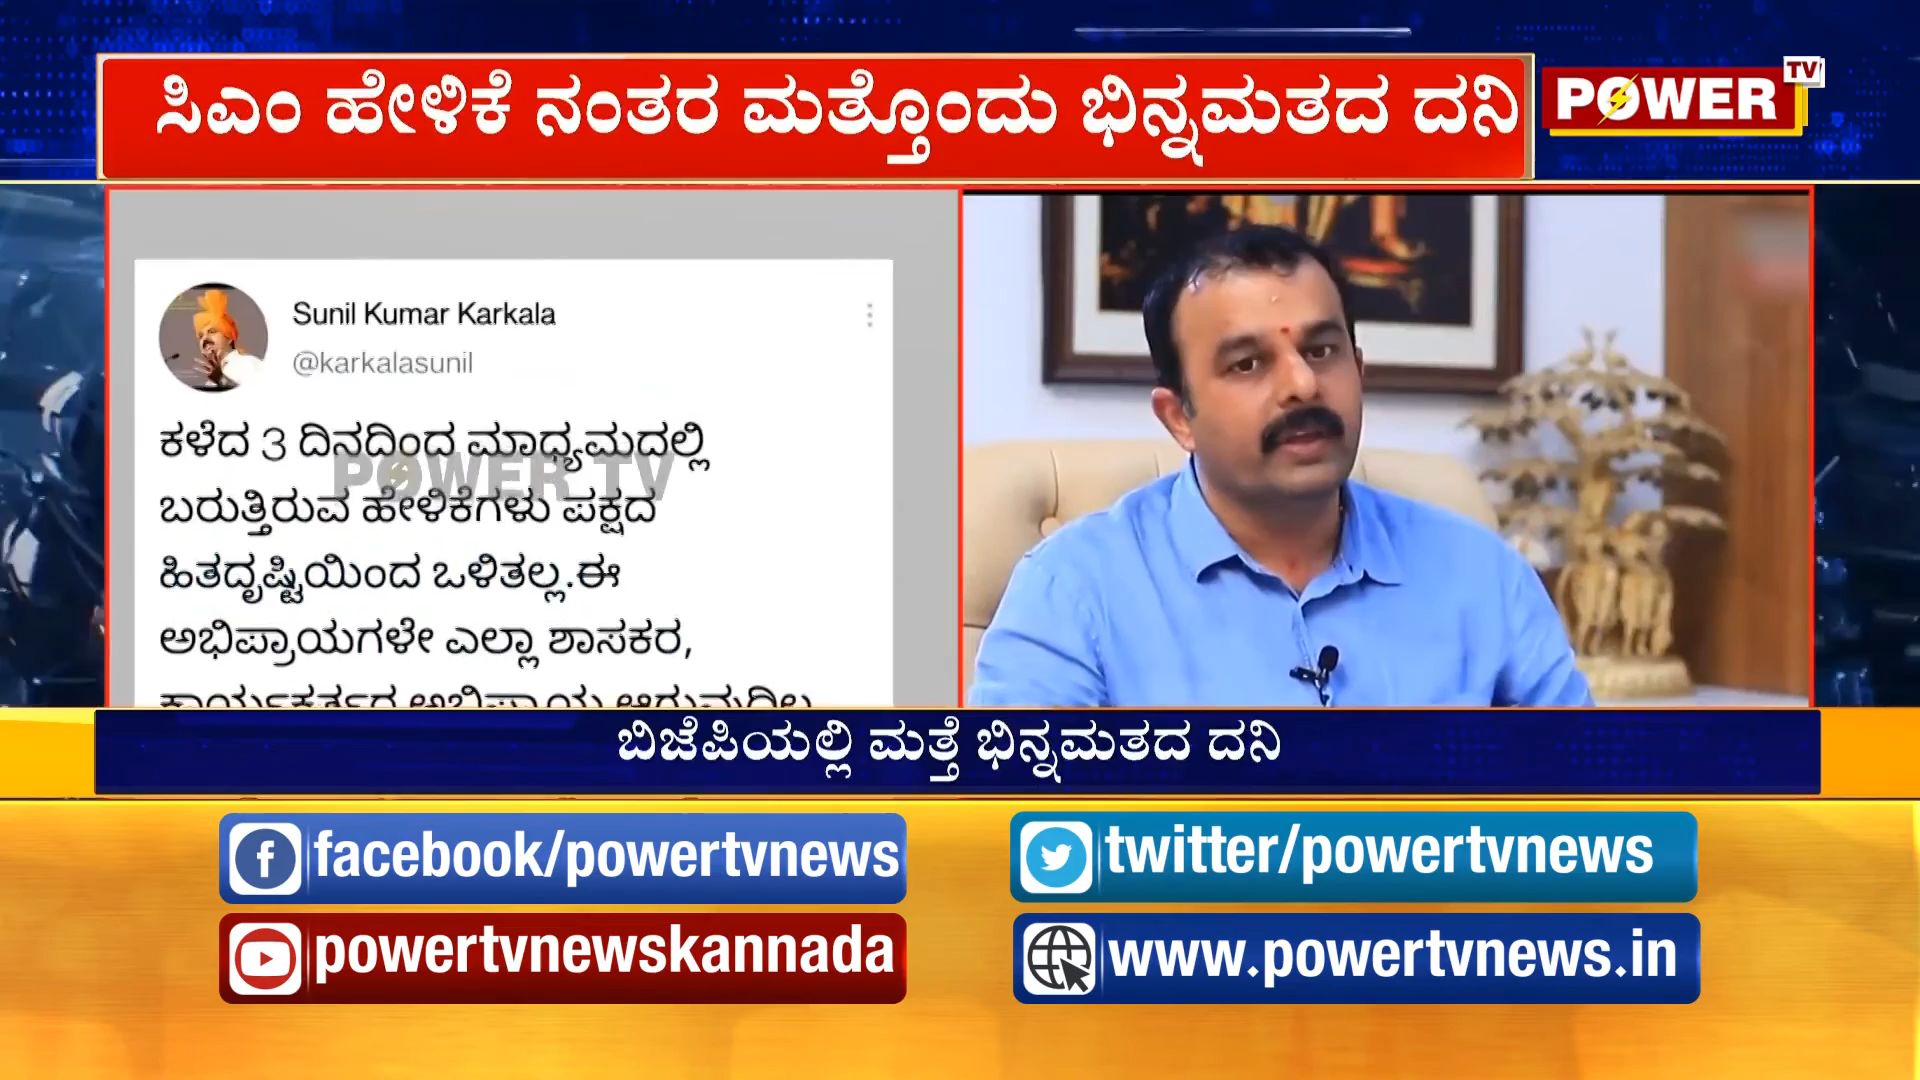 ಸಿಎಂ ಹೇಳಿಕೆ ನಂತರ ಮತ್ತೊಂದು ಭಿನ್ನಮತದ ದನಿ
POWER TV
Sunil Kumar Karkala
@karkalasunil
ಕಳೆದ 3 ದಿನದಿಂದ ಮಾಧ್ಯಮದಲ್ಲಿ
POWER TV
ಬರುತ್ತಿರುವ ಹೇಳಿಕೆಗಳು ಪಕ್ಷದ
ಹಿತದೃಷ್ಟಿಯಿಂದ ಒಳಿತಲ್ಲ.ಈ
ಅಭಿಪ್ರಾಯಗಳೇ ಎಲ್ಲಾ ಶಾಸಕರ,
ಬಿಜೆಪಿಯಲ್ಲಿ ಮತ್ತೆ ಭಿನ್ನಮತದ ದನಿ
facebook/powertvnews
twitter/powertvnews
powertvnewskannada
www.powertvnews.in